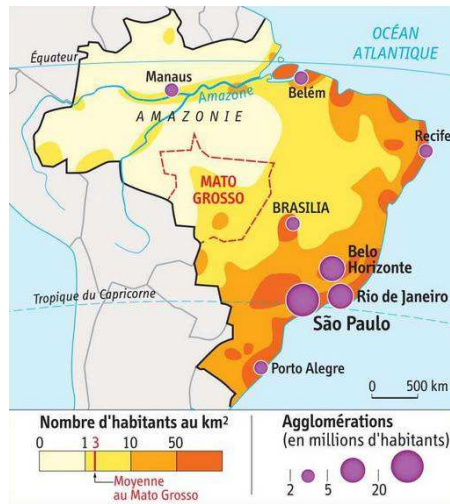 OCÉAN
ATLANTIQUE
Équateur
Manaus
Amazone
Belém
AMAZONIE
Recife
MATO
GROSSO
BRASILIA
Belo
Horizonte
Tropique du Capricorne
Rio de Janeiro
São Paulo
Porto Alegre
0 500 km
Nombre d'habitants au km²
0 1 3 10 50
Moyenne
au Mato Grosso
Agglomérations
(en millions d'habitants)
2 5 20